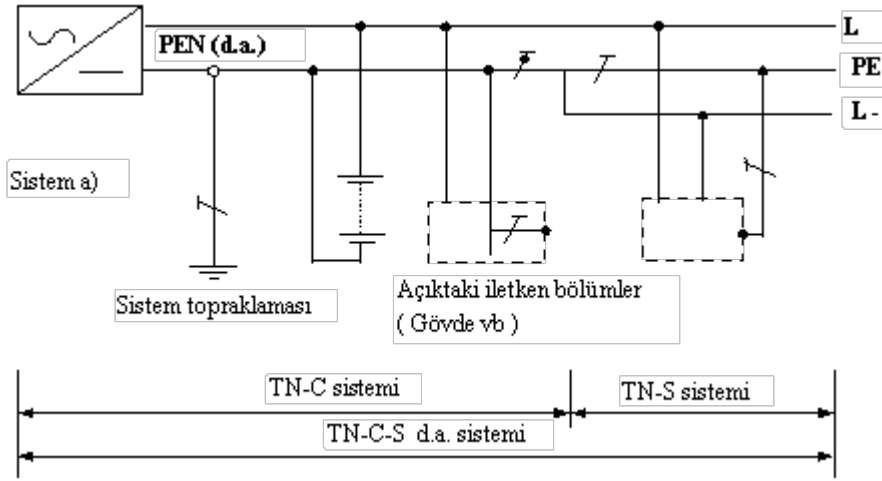 L
PEN (d.a.)
PE
L -
Sistem a)
Sistem topraklaması
Açıktaki iletken bölümler
( Gövde vb )
TN-C sistemi
TN-S sistemi
TN-C-S d.a. sistemi